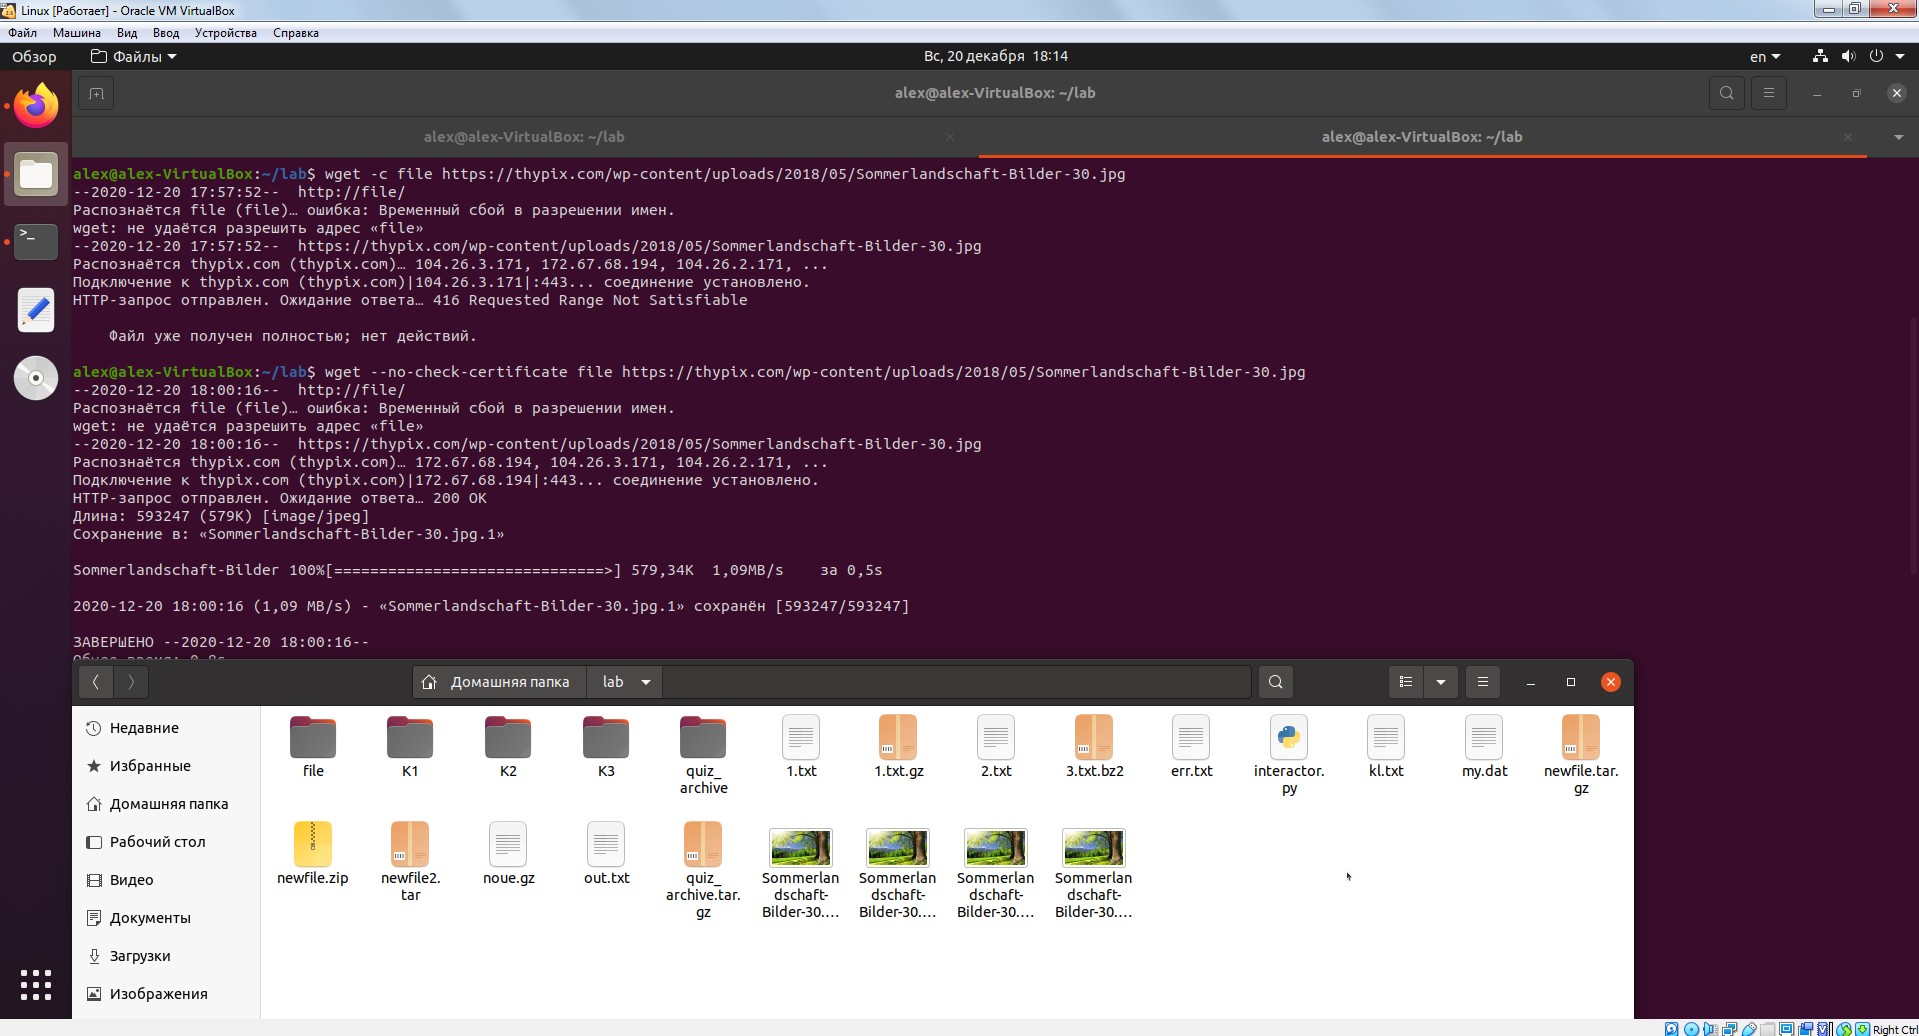 Linux [Работает] - Oracle VM VirtualBox
Файл Машина Вид Ввод Устройства Справка
Обзор Файлы Вс, 20 декабря 18:14 en
alex@alex-VirtualBox: ~/lab
alex@alex-VirtualBox: ~/lab alex@alex-VirtualBox: ~/lab
alex@alex-VirtualBox:~/lab$ wget -c file https://thypix.com/wp-content/uploads/2018/05/Sommerlandschaft-Bilder-30.jpg
--2020-12-20 17:57:52-- http://file/
Распознаётся file (file)… ошибка: Временный сбой в разрешении имен.
wget: не удаётся разрешить адрес «file»
--2020-12-20 17:57:52-- https://thypix.com/wp-content/uploads/2018/05/Sommerlandschaft-Bilder-30.jpg
Распознаётся thypix.com (thypix.com)… 104.26.3.171, 172.67.68.194, 104.26.2.171, ...
Подключение к thypix.com (thypix.com)|104.26.3.171|:443... соединение установлено.
HTTP-запрос отправлен. Ожидание ответа… 416 Requested Range Not Satisfiable
Файл уже получен полностью; нет действий.
alex@alex-VirtualBox:~/lab$ wget --no-check-certificate file https://thypix.com/wp-content/uploads/2018/05/Sommerlandschaft-Bilder-30.jpg
--2020-12-20 18:00:16-- http://file/
Распознаётся file (file)… ошибка: Временный сбой в разрешении имен.
wget: не удаётся разрешить адрес «file»
--2020-12-20 18:00:16-- https://thypix.com/wp-content/uploads/2018/05/Sommerlandschaft-Bilder-30.jpg
Распознаётся thypix.com (thypix.com)… 172.67.68.194, 104.26.3.171, 104.26.2.171, ...
Подключение к thypix.com (thypix.com)|172.67.68.194|:443... соединение установлено.
HTTP-запрос отправлен. Ожидание ответа… 200 OK
Длина: 593247 (579K) [image/jpeg]
Сохранение в: «Sommerlandschaft-Bilder-30.jpg.1»
Sommerlandschaft-Bilder 100%[==============================>] 579,34K 1,09MB/s за 0,5s
2020-12-20 18:00:16 (1,09 MB/s) - «Sommerlandschaft-Bilder-30.jpg.1» сохранён [593247/593247]
ЗАВЕРШЕНО --2020-12-20 18:00:16--
Домашняя папка lab
Недавние
Избранные
Домашняя папка
Рабочий стол
Видео
Документы
Загрузки
Изображения
file K1 K2 K3 quiz_ 1.txt 1.txt.gz 2.txt 3.txt.bz2 err.txt interactor. kl.txt my.dat newfile.tar.
archive py gz
newfile.zip newfile2. noue.gz out.txt quiz_ Sommerlan Sommerlan Sommerlan Sommerlan
tar archive.tar. dschaft- dschaft- dschaft- dschaft-
gz Bilder-30.… Bilder-30.… Bilder-30.… Bilder-30.…
Right Ctrl